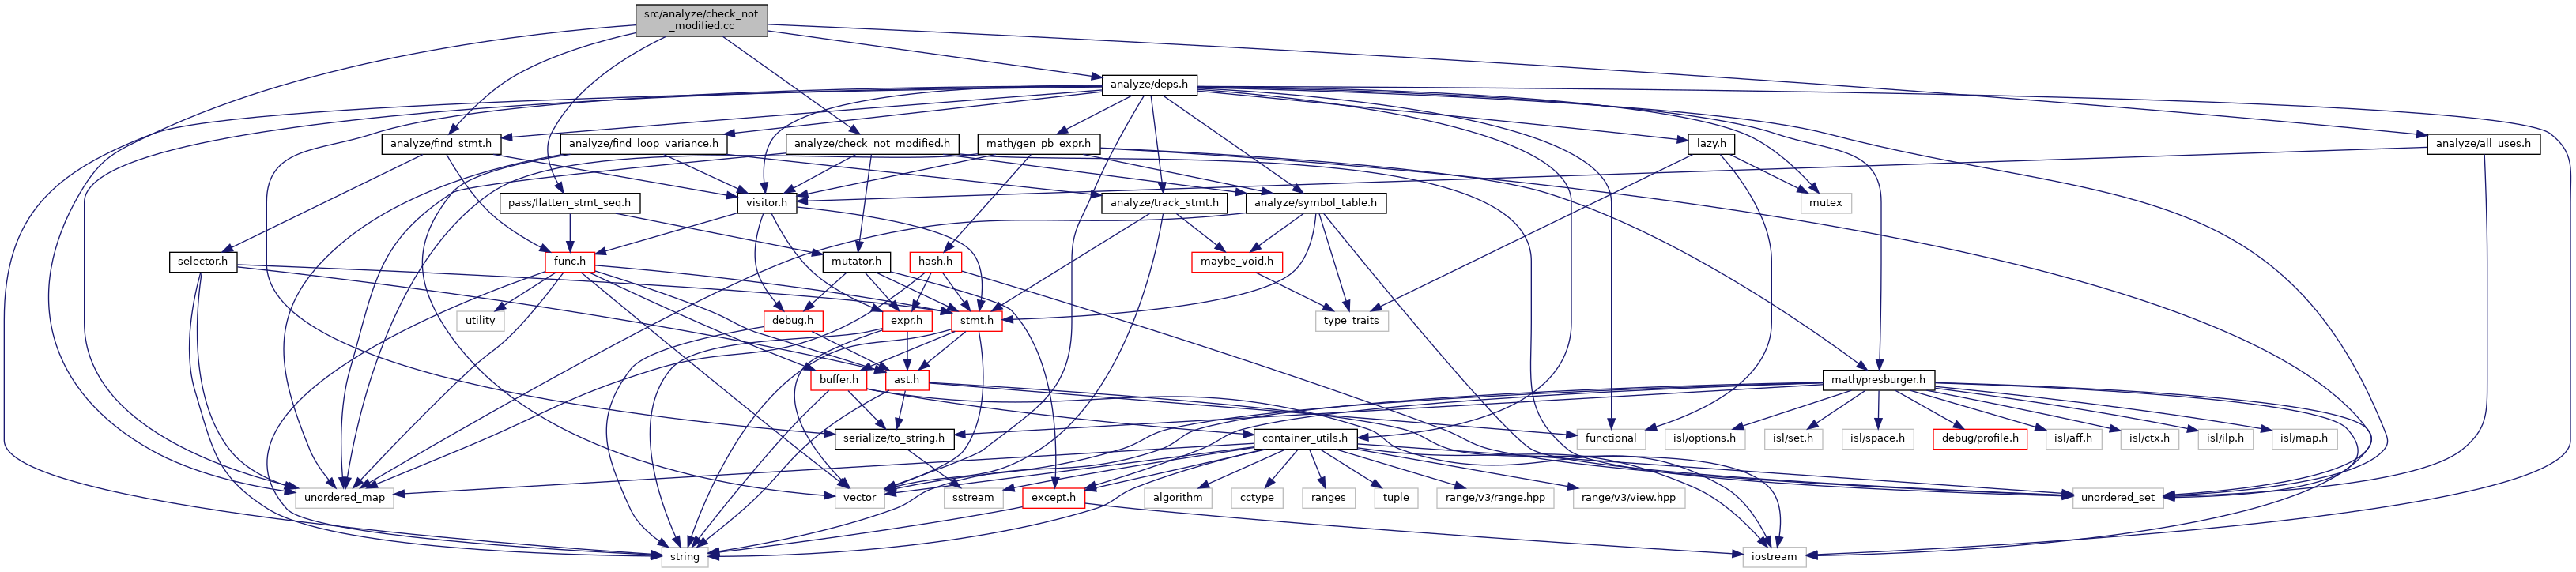 src/analyze/check_not
_modified.cc
analyze/deps.h
analyze/find_stmt.h
analyze/find_loop_variance.h
analyze/check_not_modified.h
math/gen_pb_expr.h
lazy.h
analyze/all_uses.h
pass/flatten_stmt_seq.h
visitor.h
analyze/track_stmt.h
analyze/symbol_table.h
mutex
selector.h
func.h
mutator.h
hash.h
maybe_void.h
utility
debug.h
expr.h
stmt.h
type_traits
buffer.h
ast.h
math/presburger.h
serialize/to_string.h
container_utils.h
functional
isl/options.h
isl/set.h
isl/space.h
debug/profile.h
isl/aff.h
isl/ctx.h
isl/ilp.h
isl/map.h
unordered_map
vector
sstream
except.h
algorithm
cctype
ranges
tuple
range/v3/range.hpp
range/v3/view.hpp
unordered_set
string
iostream